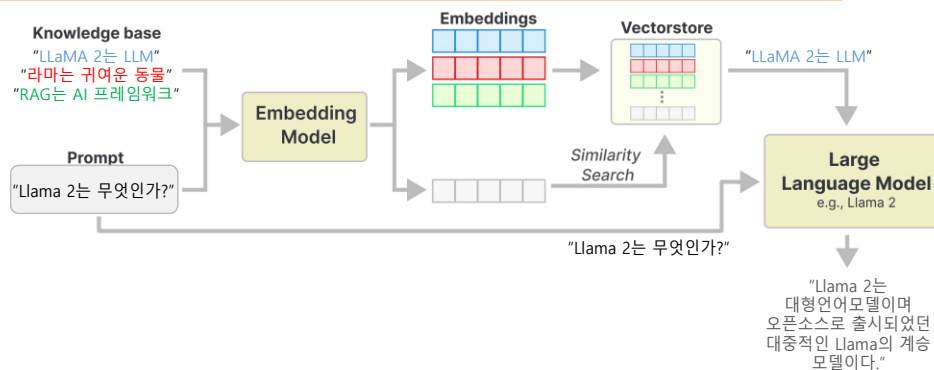 Knowledge base
"LLaMA 2는 LLM"
"라마는 귀여운 동물"
"RAG는 AI 프레임워크"
Prompt
"Llama 2는 무엇인가?"
Embedding
Model
Embeddings
Vectorstore
Similarity
Search
"LLaMA 2는 LLM"
"Llama 2는 무엇인가?"
Large
Language Model
e.g., Llama 2
"Llama 2는
대형언어모델이며
오픈소스로 출시되었던
대중적인 Llama의 계승
모델이다."